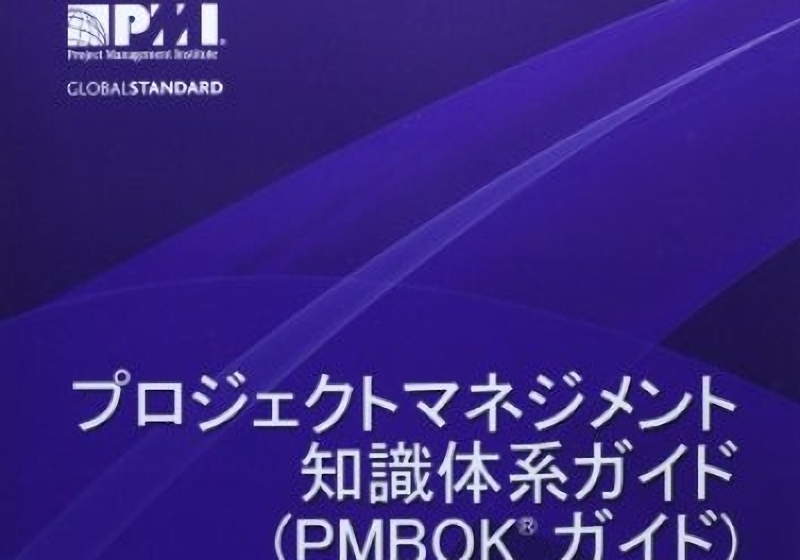 PMI
Project Management Institute
GLOBALSTANDARD
プロジェクトマネジメント
知識体系ガイド
(PMBOK® ガイド)